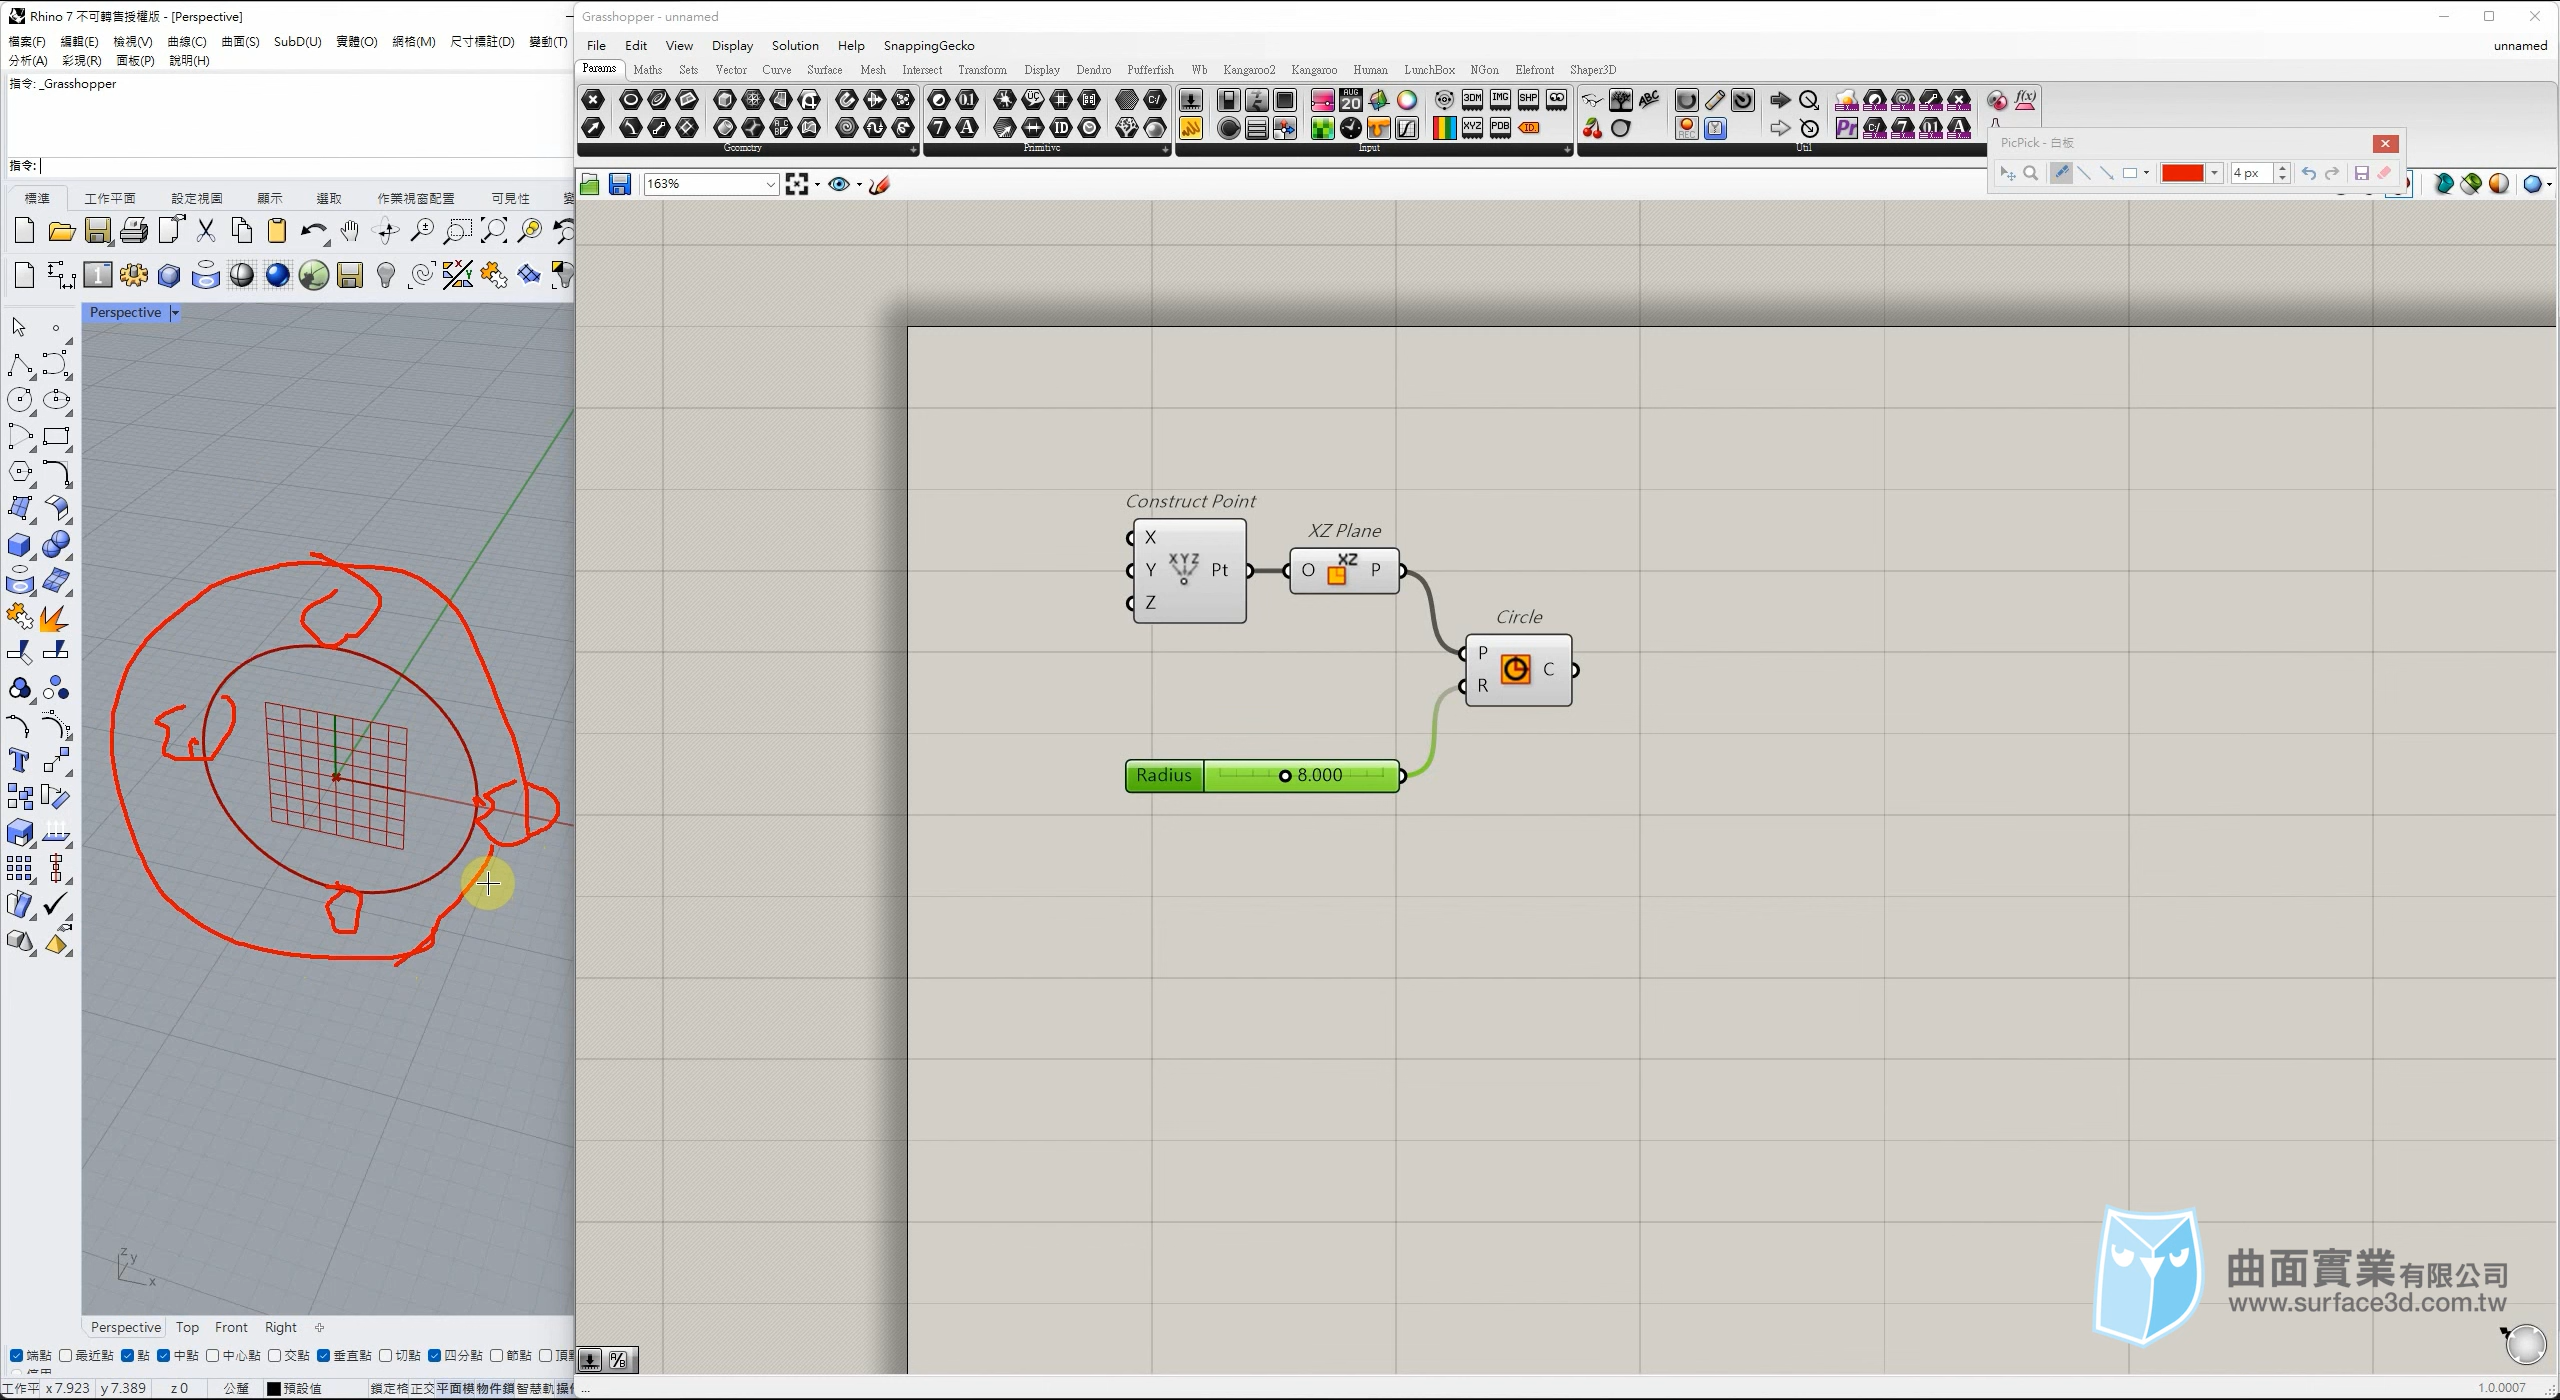 Rhino 7 不可轉售授權版 - [Perspective]
檔案(F) 編輯(E) 檢視(V) 曲線(C) 曲面(S) SubD(U) 實體(O) 網格(M) 尺寸標註(D) 變動(T)
分析(A) 彩現(R) 面板(P) 說明(H)
指令: _Grasshopper
指令:
標準 工作平面 設定視圖 顯示 選取 作業視窗配置 可見性
Perspective
Grasshopper - unnamed
File Edit View Display Solution Help SnappingGecko unnamed
Params Maths Sets Vector Curve Surface Mesh Intersect Transform Display Dendro Pufferfish Wb Kangaroo2 Kangaroo Human LunchBox NGon Elefront Shaper3D
Geometry Primitive Input Util
PicPick - 白板
4 px
163%
Construct Point
X
Y
Z
XYZ
Pt
XZ Plane
O XZ P
Circle
P
R
C
Radius 8.000
z
y
x
Perspective Top Front Right
端點 最近點 點 中點 中心點 交點 垂直點 切點 四分點 節點
工作平 x 7.923 y 7.389 z 0 公釐 預設值 鎖定格 正交 平面模 物件鎖 智慧軌
...
1.0.0007
曲面實業有限公司
www.surface3d.com.tw